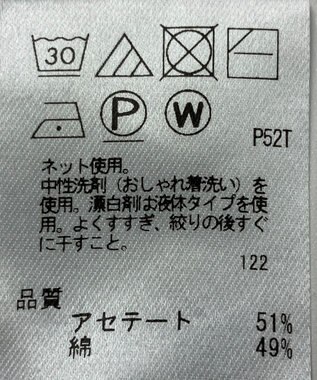 30
P W
P52T
ネット使用。
中性洗剤（おしゃれ着洗い）を
使用。漂白剤は液体タイプを使
用。よくすすぎ、絞りの後すぐ
に干すこと。
122
品質
アセテート 51%
綿 49%